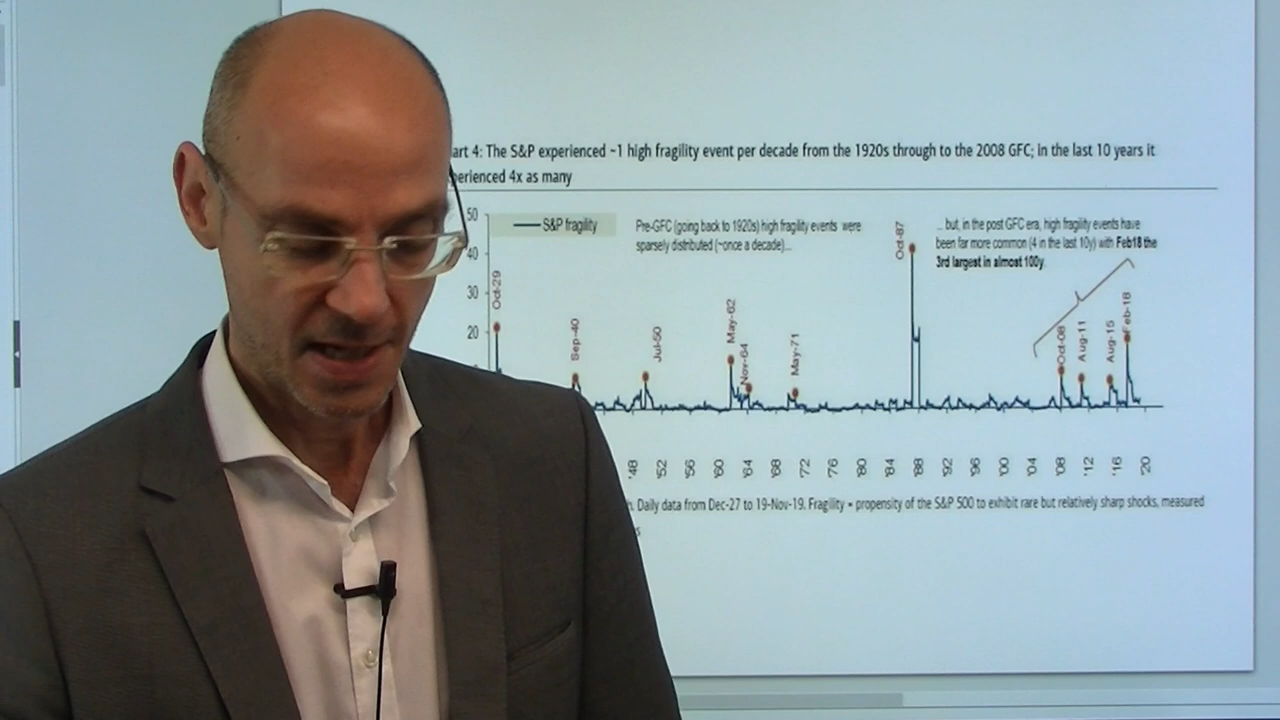 art 4: The S&P experienced ~1 high fragility event per decade from the 1920s through to the 2008 GFC; in the last 10 years it
perienced 4x as many
50
40
30
20
S&P fragility
Pre-GFC (going back to 1920s) high fragility events were
sparsely distributed (~once a decade)...
... but, in the post GFC era, high fragility events have
been far more common (4 in the last 10y) with Feb18 the
3rd largest in almost 100y.
Oct-29
Sep-40
Jul-50
May-62
Nov-64
May-71
Oct-87
Oct-08
Aug-11
Aug-15
Feb-18
'48 '52 '56 '60 '64 '68 '72 '76 '80 '84 '88 '92 '96 '00 '04 '08 '12 '16 '20
Daily data from Dec-27 to 19-Nov-19. Fragility = propensity of the S&P 500 to exhibit rare but relatively sharp shocks, measured